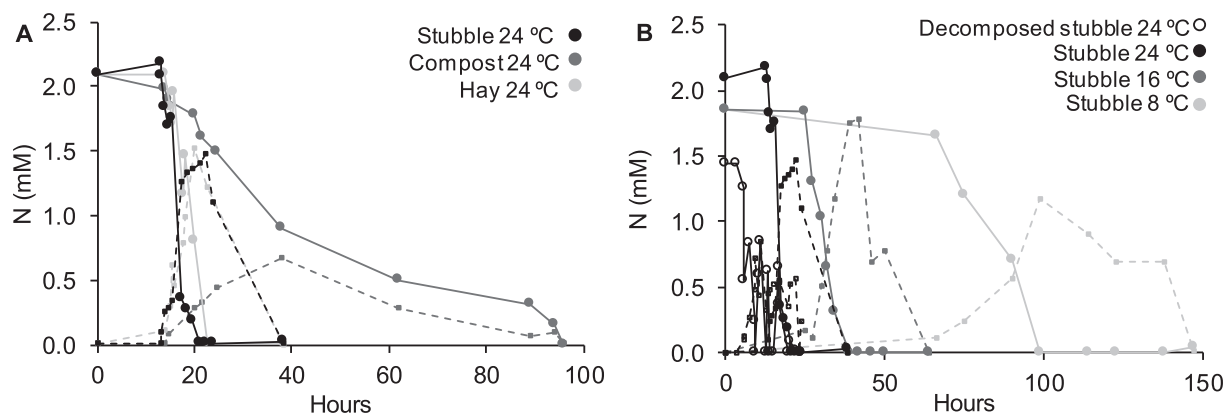 A
N (mM)
2.5
2.0
1.5
1.0
0.5
0.0
0 20 40 60 80 100
Hours
Stubble 24 ºC
Compost 24 ºC
Hay 24 ºC
B
N (mM)
2.5
2.0
1.5
1.0
0.5
0.0
0 50 100 150
Hours
Decomposed stubble 24 ºC
Stubble 24 ºC
Stubble 16 ºC
Stubble 8 ºC